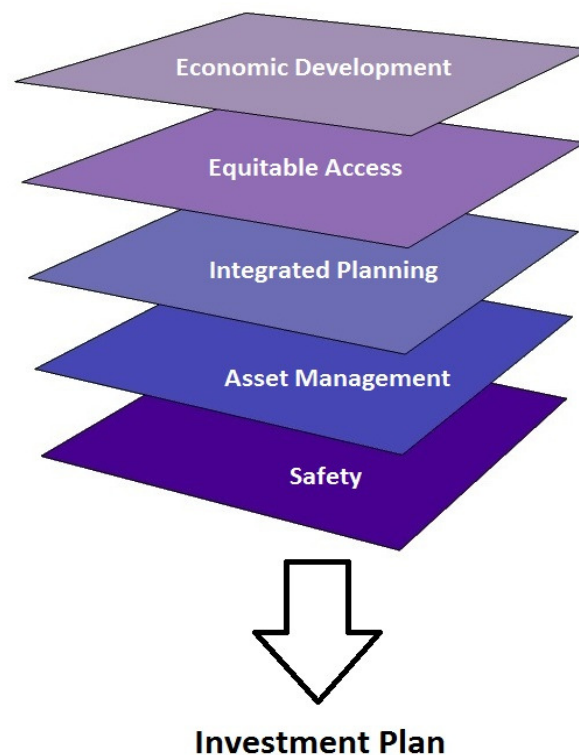 Economic Development
Equitable Access
Integrated Planning
Asset Management
Safety
Investment Plan